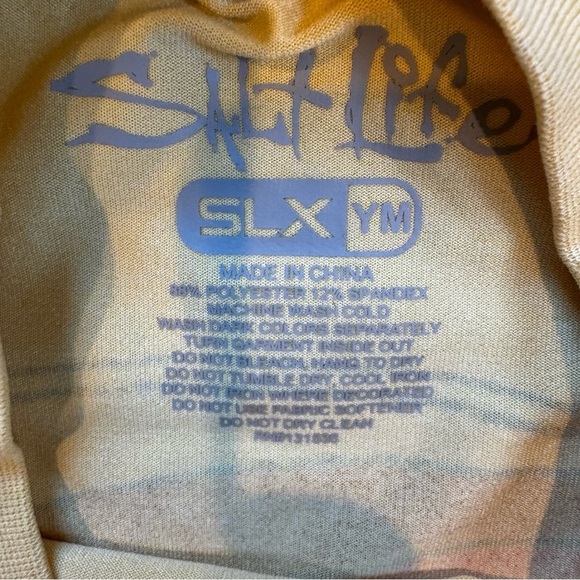 Salt Life
SLX YM
MADE IN CHINA
88% POLYESTER 12% SPANDEX
MACHINE WASH COLD
WASH DARK COLORS SEPARATELY
TURN GARMENT INSIDE OUT
DO NOT BLEACH, HANG TO DRY
DO NOT TUMBLE DRY, COOL IRON
DO NOT IRON WHERE DECORATED
DO NOT USE FABRIC SOFTENER
DO NOT DRY CLEAN